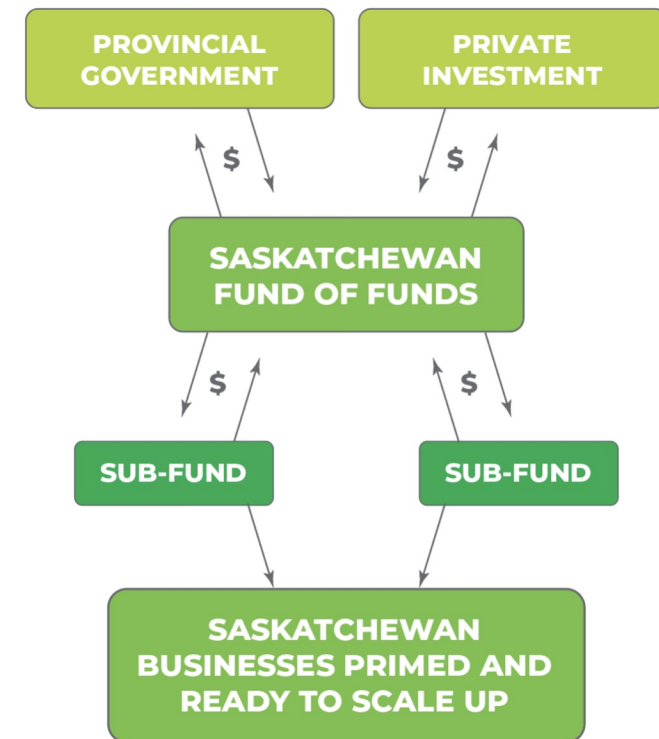 PROVINCIAL
GOVERNMENT
PRIVATE
INVESTMENT
$
$
SASKATCHEWAN
FUND OF FUNDS
$
$
SUB-FUND
SUB-FUND
SASKATCHEWAN
BUSINESSES PRIMED AND
READY TO SCALE UP